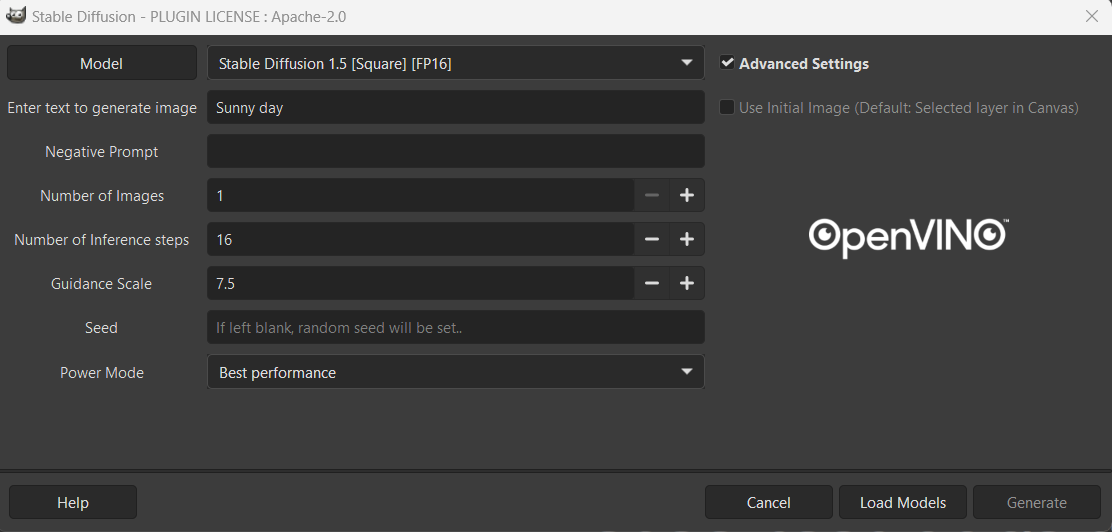 Stable Diffusion - PLUGIN LICENSE : Apache-2.0
Model
Stable Diffusion 1.5 [Square] [FP16]
Advanced Settings
Enter text to generate image
Sunny day
Use Initial Image (Default: Selected layer in Canvas)
Negative Prompt
Number of Images
1
Number of Inference steps
16
OpenVINO™
Guidance Scale
7.5
Seed
If left blank, random seed will be set..
Power Mode
Best performance
Help
Cancel
Load Models
Generate